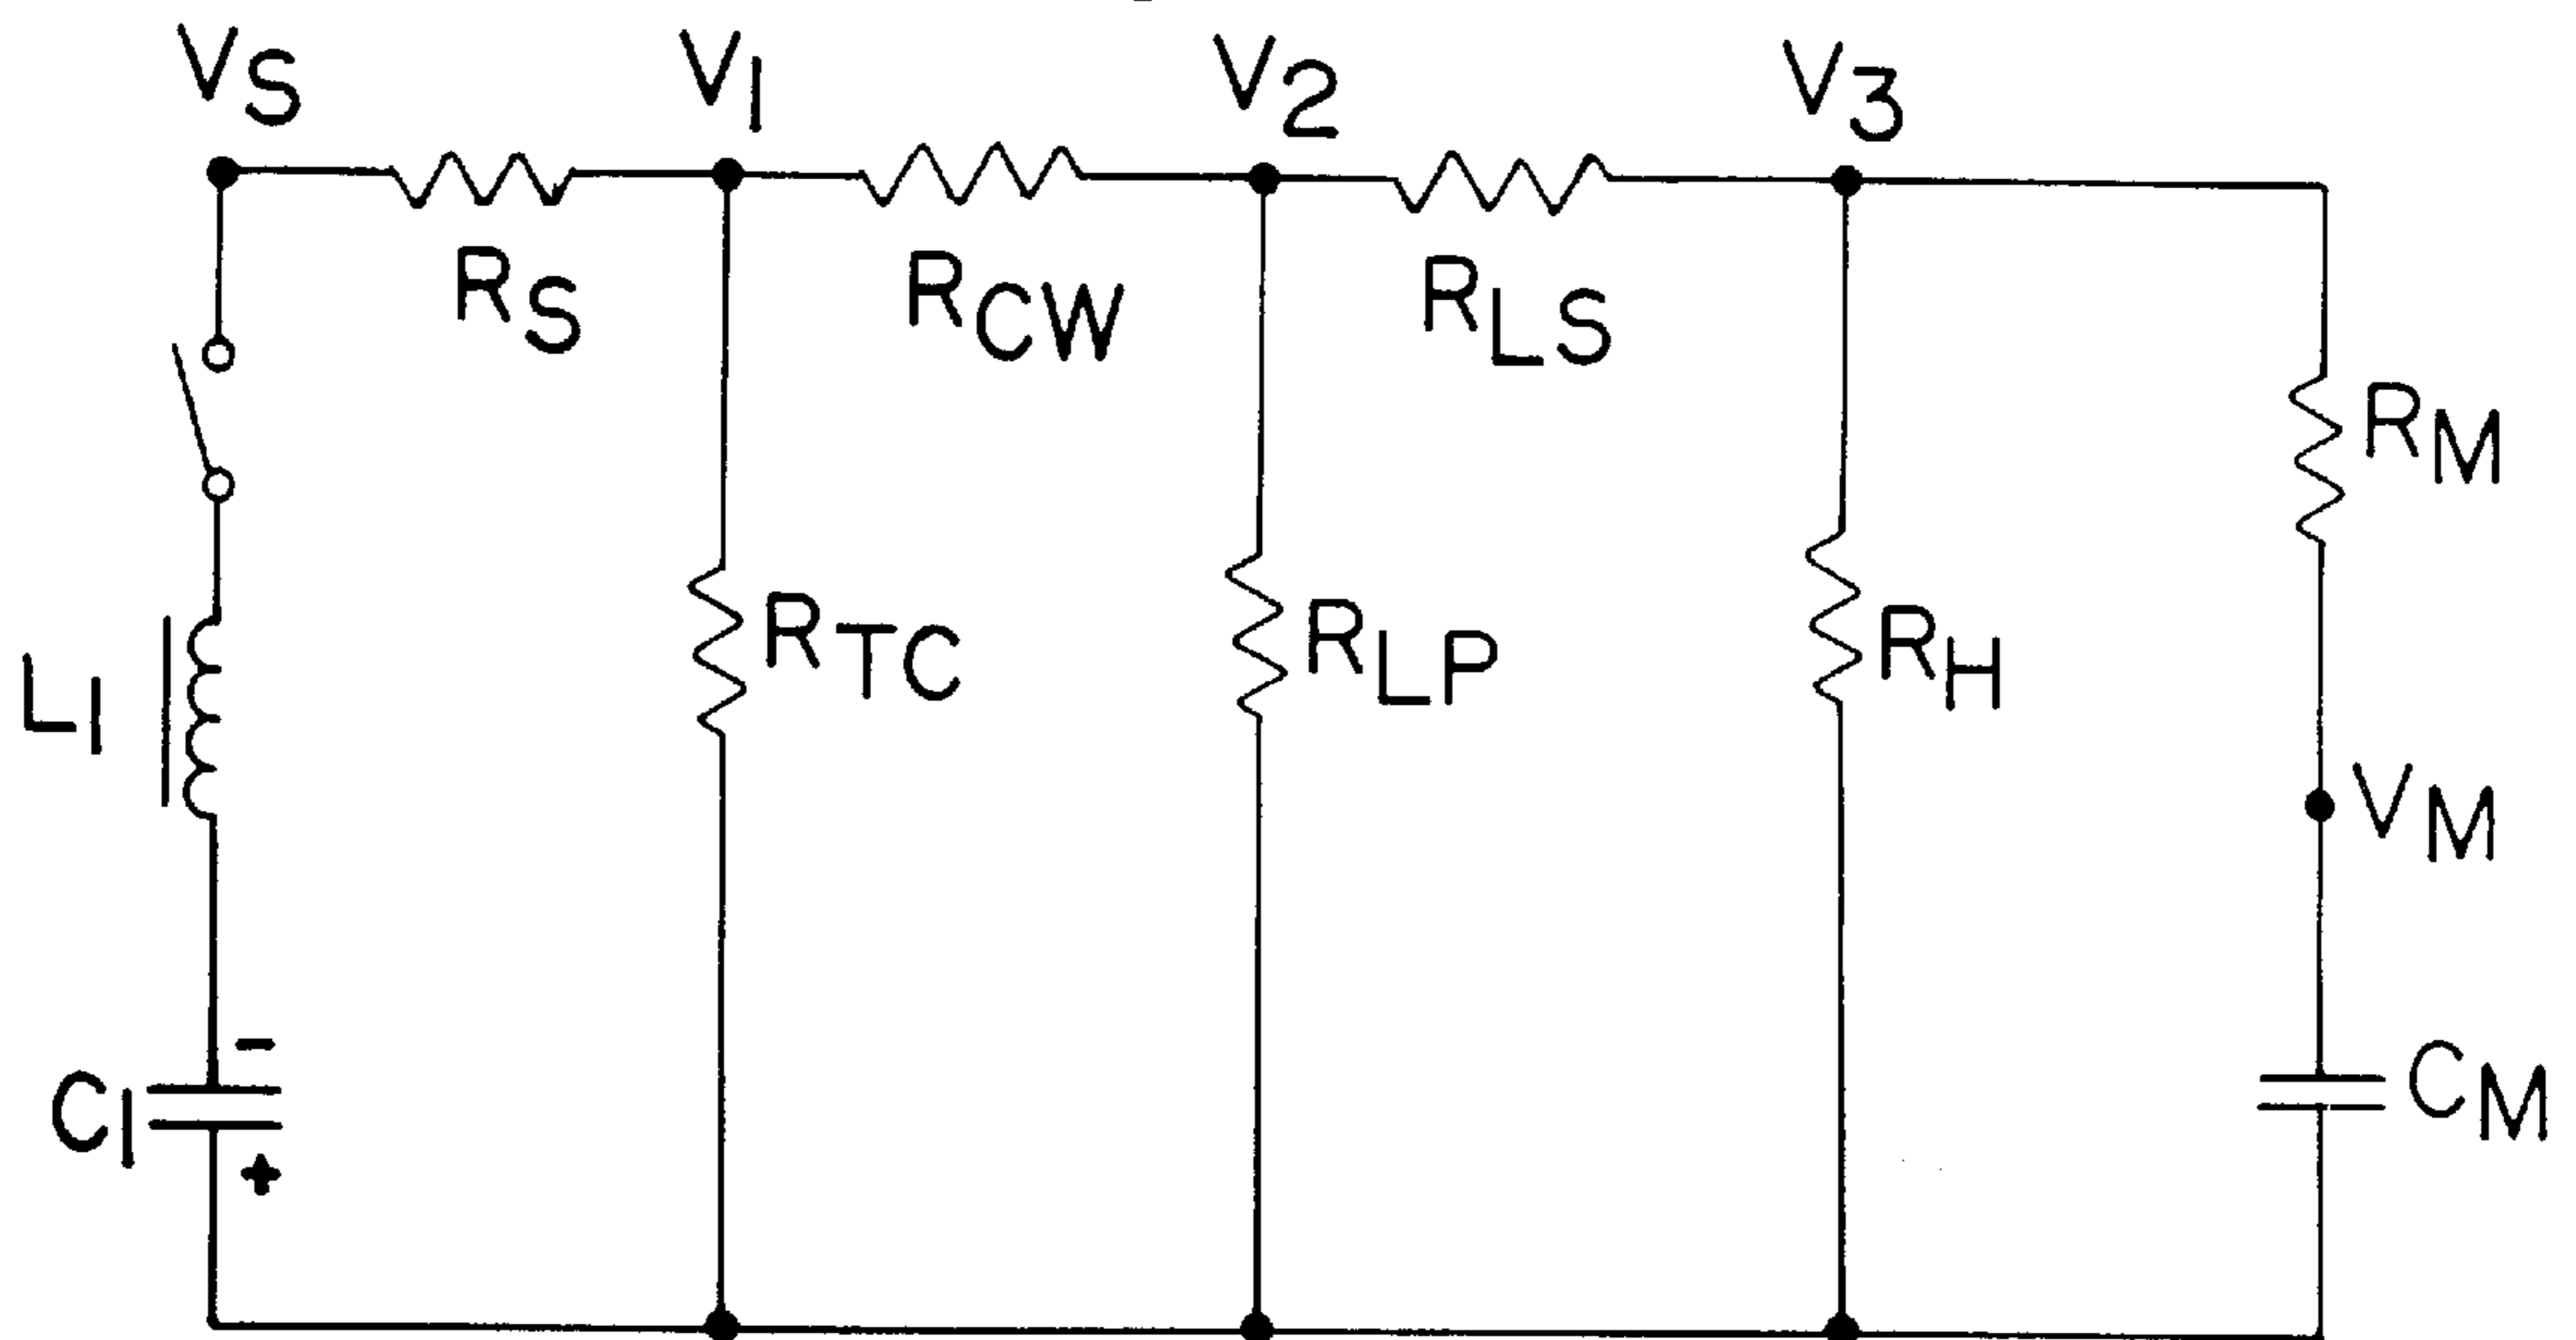 VS V1 V2 V3
RS RCW RLS
RM
L1 RTC RLP RH
VM
-
C1 CM
+